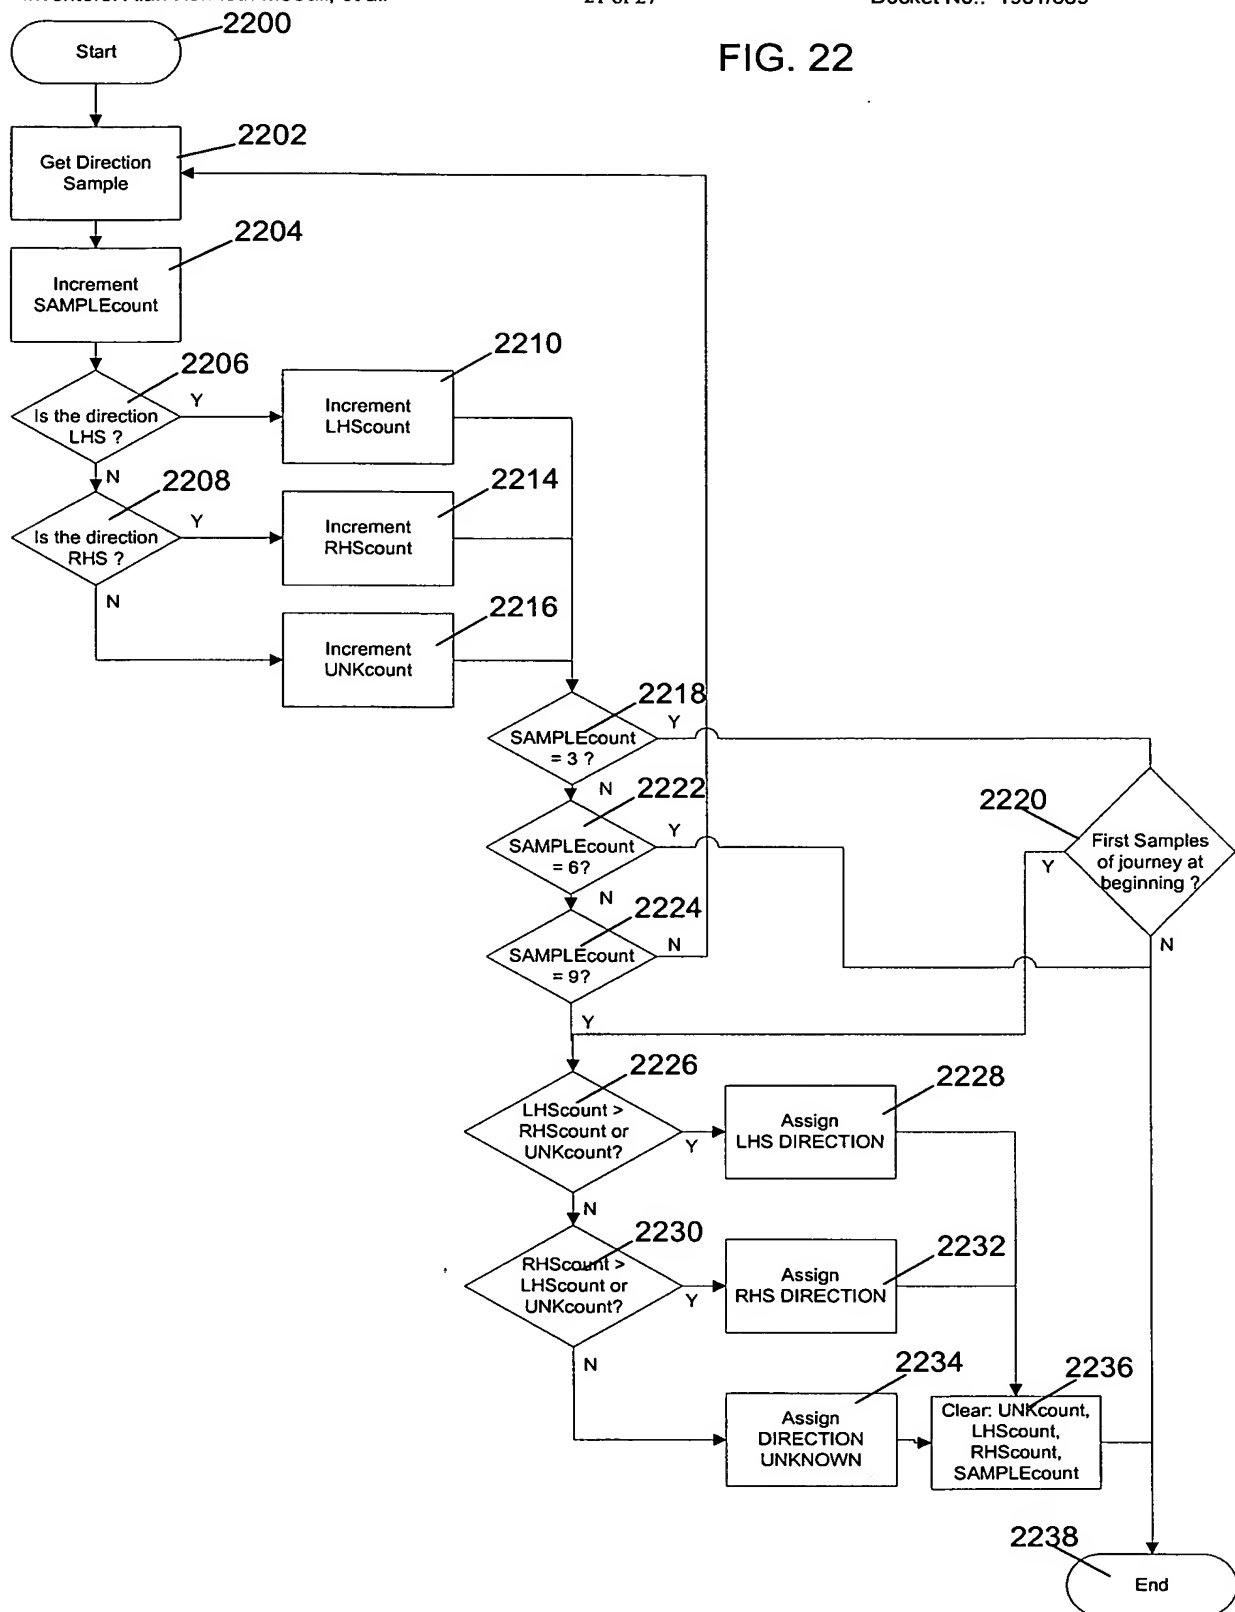 21 of 27
2200
Start
FIG. 22
2202
Get Direction
Sample
2204
Increment
SAMPLEcount
2206
Is the direction
LHS ?
Y
N
2210
Increment
LHScount
2208
Is the direction
RHS ?
Y
N
2214
Increment
RHScount
2216
Increment
UNKcount
2218
SAMPLEcount
= 3 ?
Y
N
2220
First Samples
of journey at
beginning ?
Y
N
2222
SAMPLEcount
= 6?
Y
N
2224
SAMPLEcount
= 9?
N
Y
2226
LHScount >
RHScount or
UNKcount?
Y
N
2228
Assign
LHS DIRECTION
2230
RHScount >
LHScount or
UNKcount?
Y
N
2232
Assign
RHS DIRECTION
2234
Assign
DIRECTION
UNKNOWN
2236
Clear: UNKcount,
LHScount,
RHScount,
SAMPLEcount
2238
End